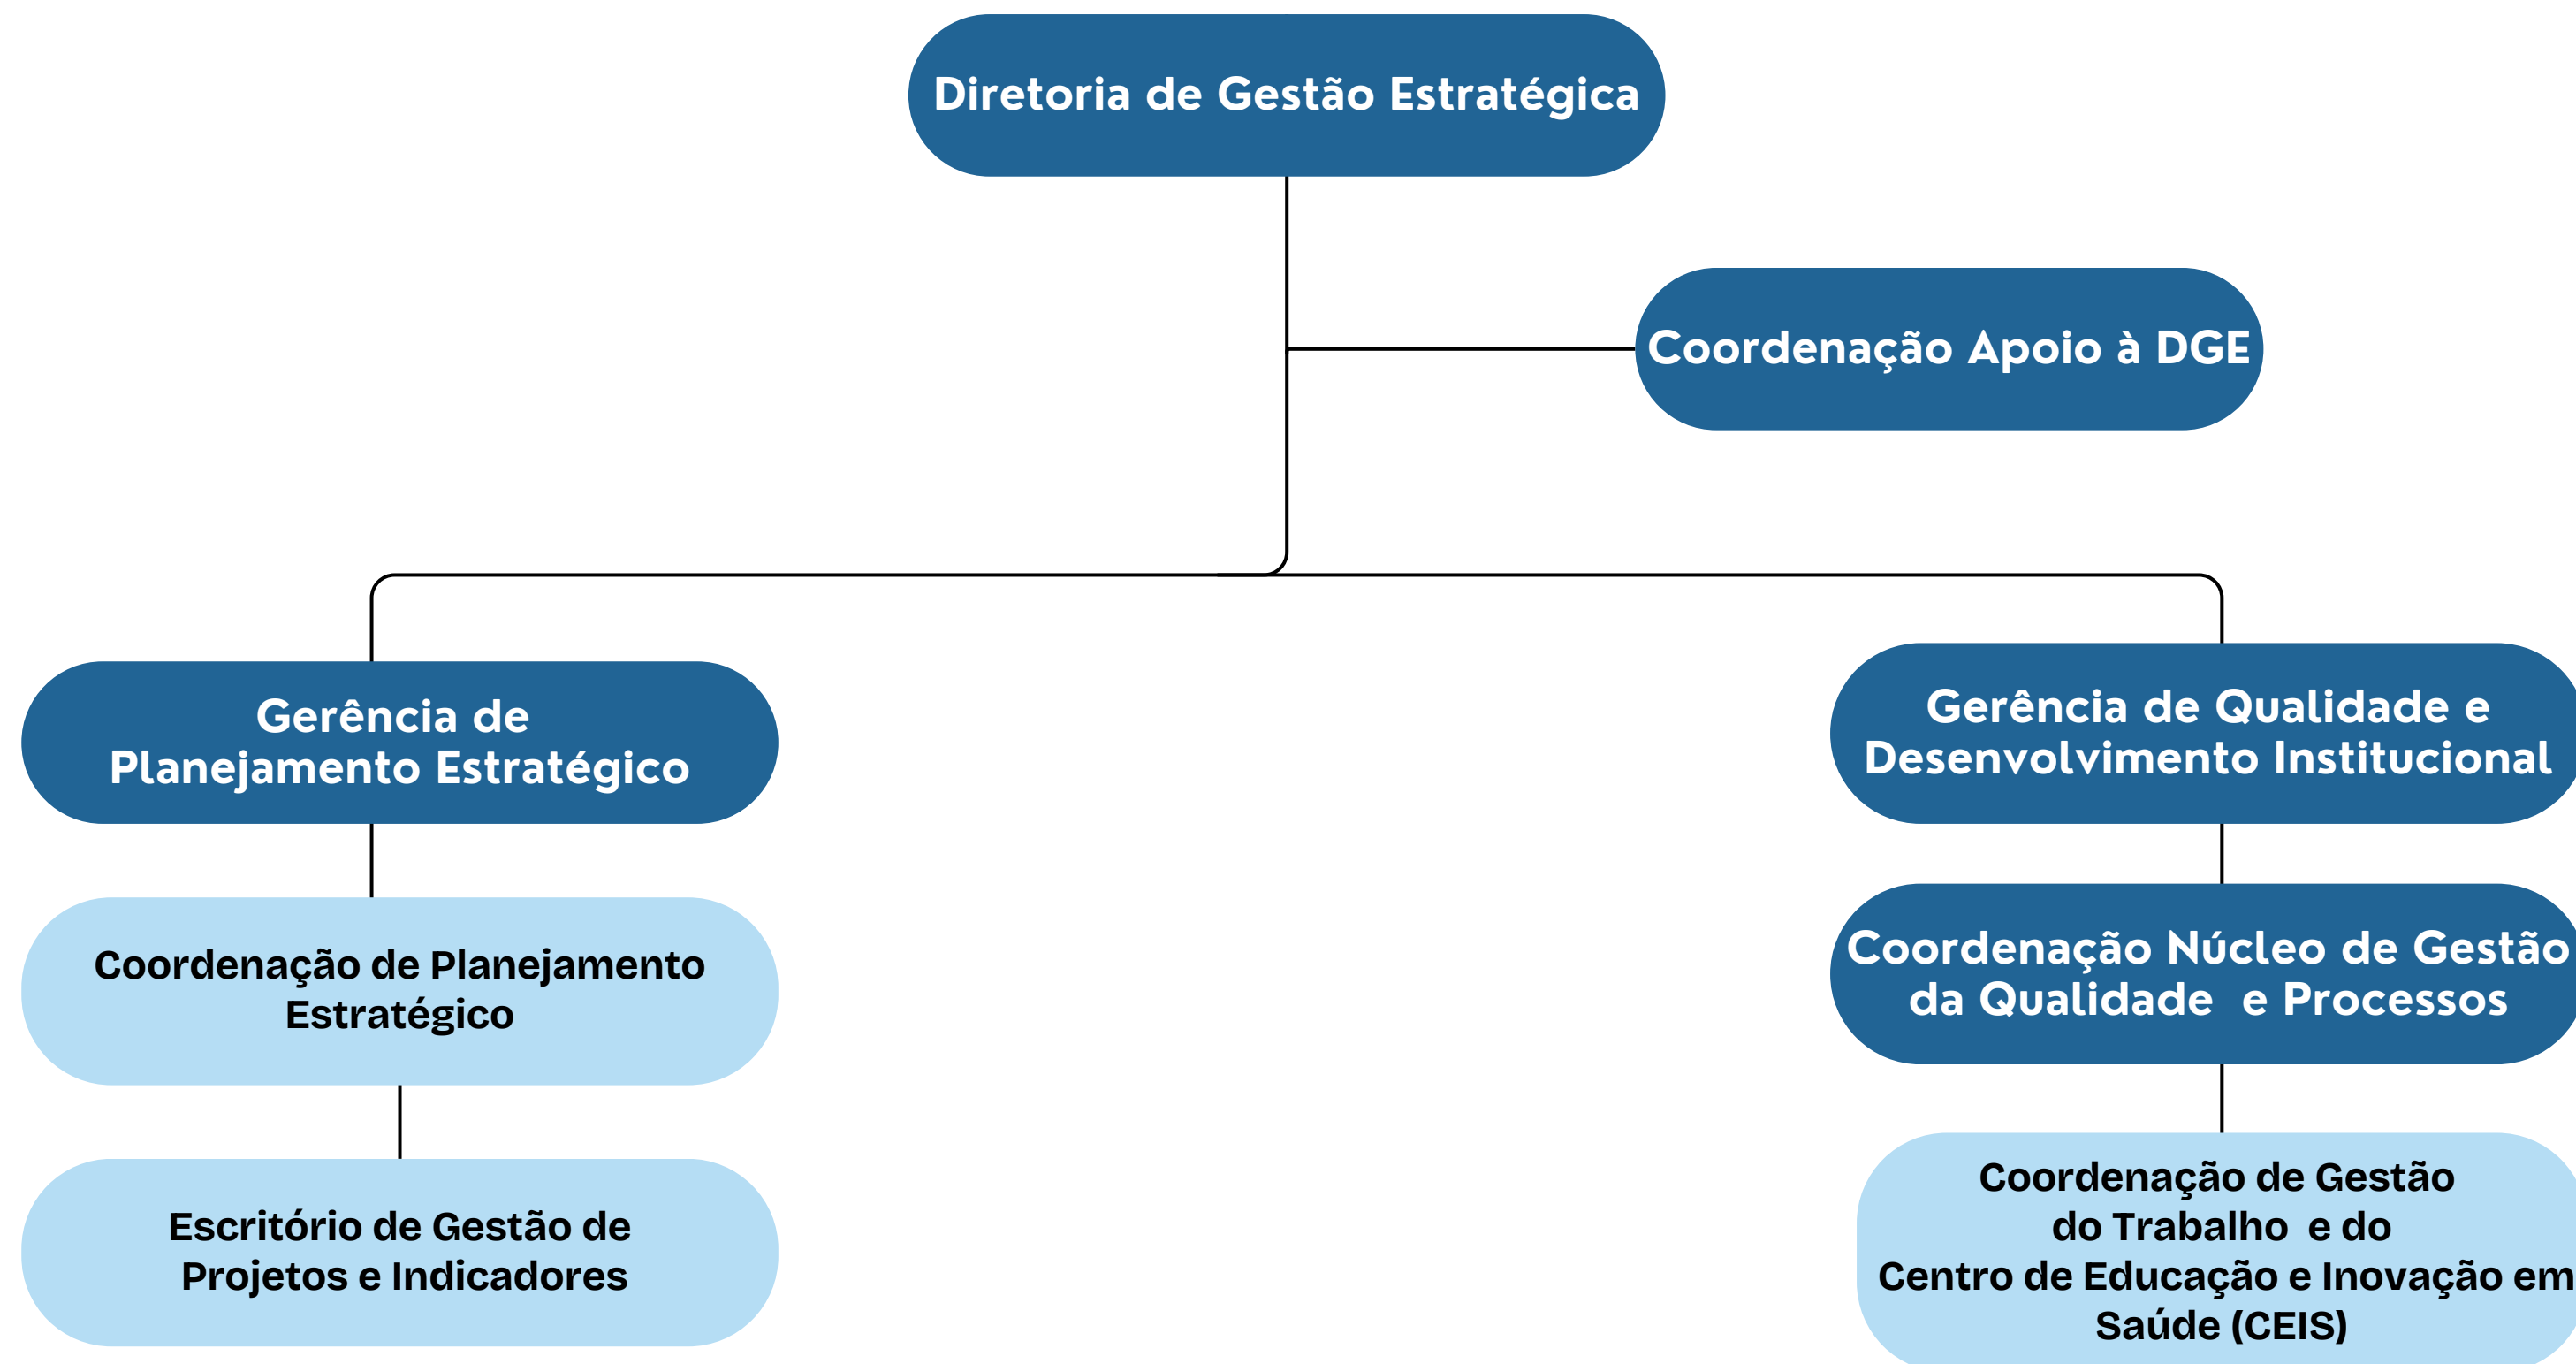 Diretoria de Gestão Estratégica
Coordenação Apoio à DGE
Gerência de
Planejamento Estratégico
Gerência de Qualidade e
Desenvolvimento Institucional
Coordenação de Planejamento
Estratégico
Coordenação Núcleo de Gestão
da Qualidade e Processos
Escritório de Gestão de
Projetos e Indicadores
Coordenação de Gestão
do Trabalho e do
Centro de Educação e Inovação em
Saúde (CEIS)